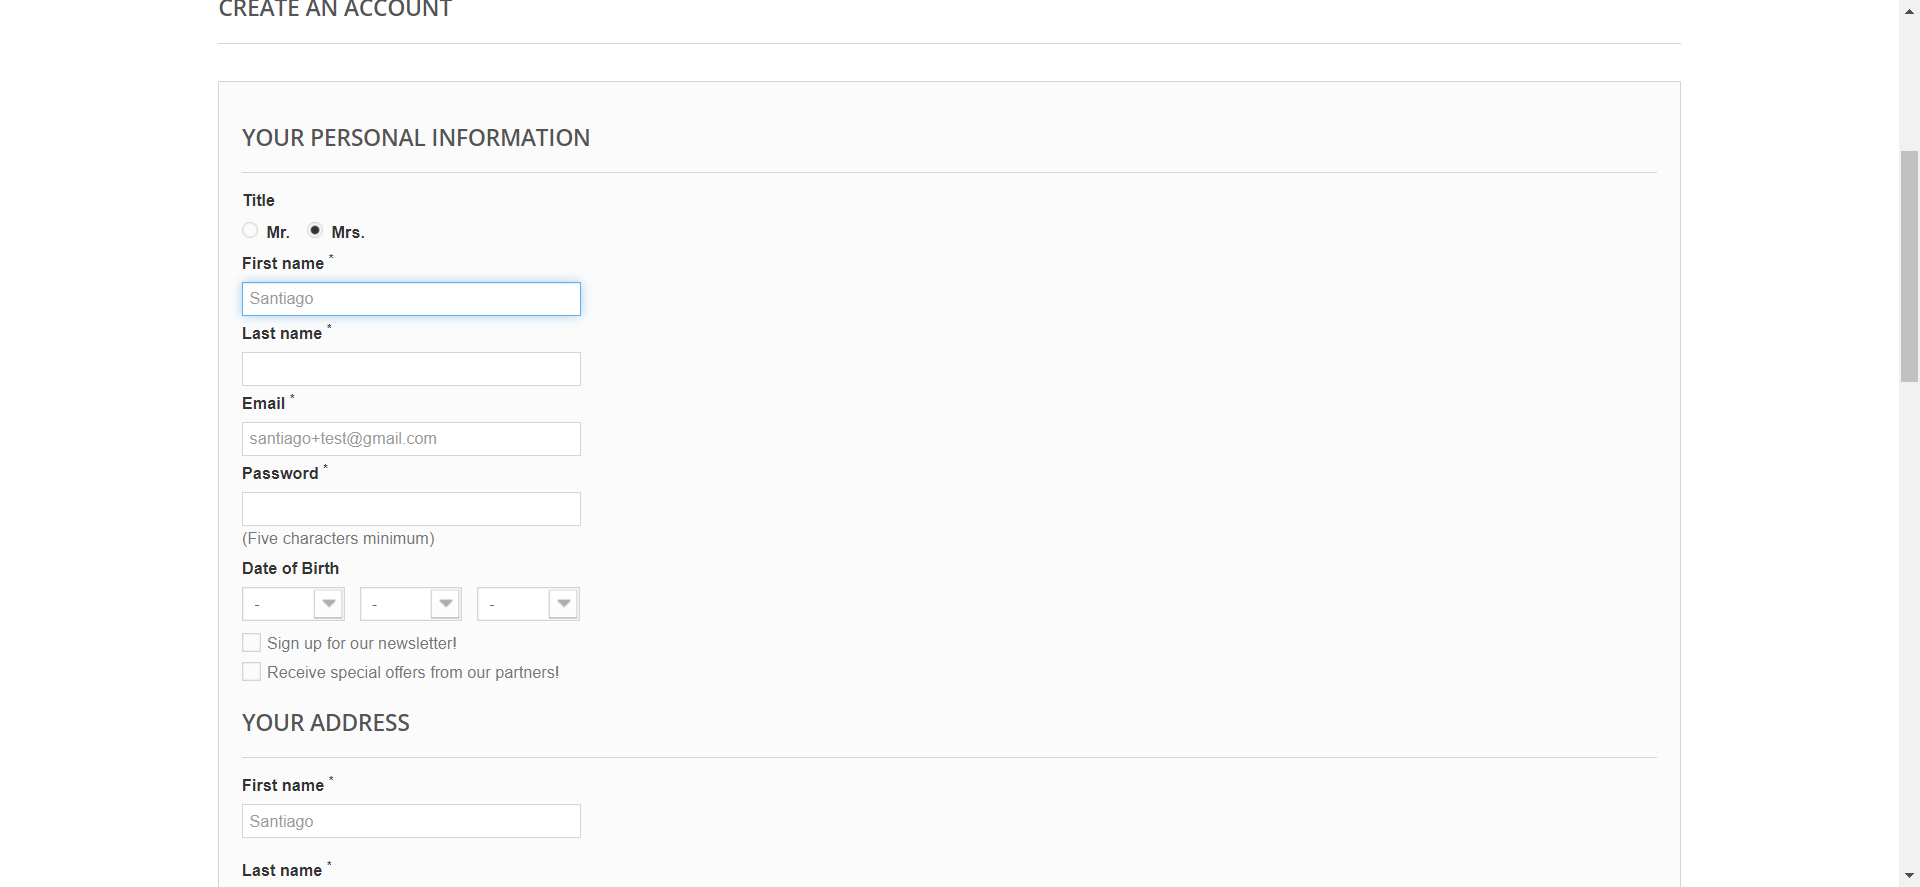 CREATE AN ACCOUNT
YOUR PERSONAL INFORMATION
Title
Mr. Mrs.
First name *
Santiago
Last name *
Email *
santiago+test@gmail.com
Password *
(Five characters minimum)
Date of Birth
- - -
Sign up for our newsletter!
Receive special offers from our partners!
YOUR ADDRESS
First name *
Santiago
Last name *